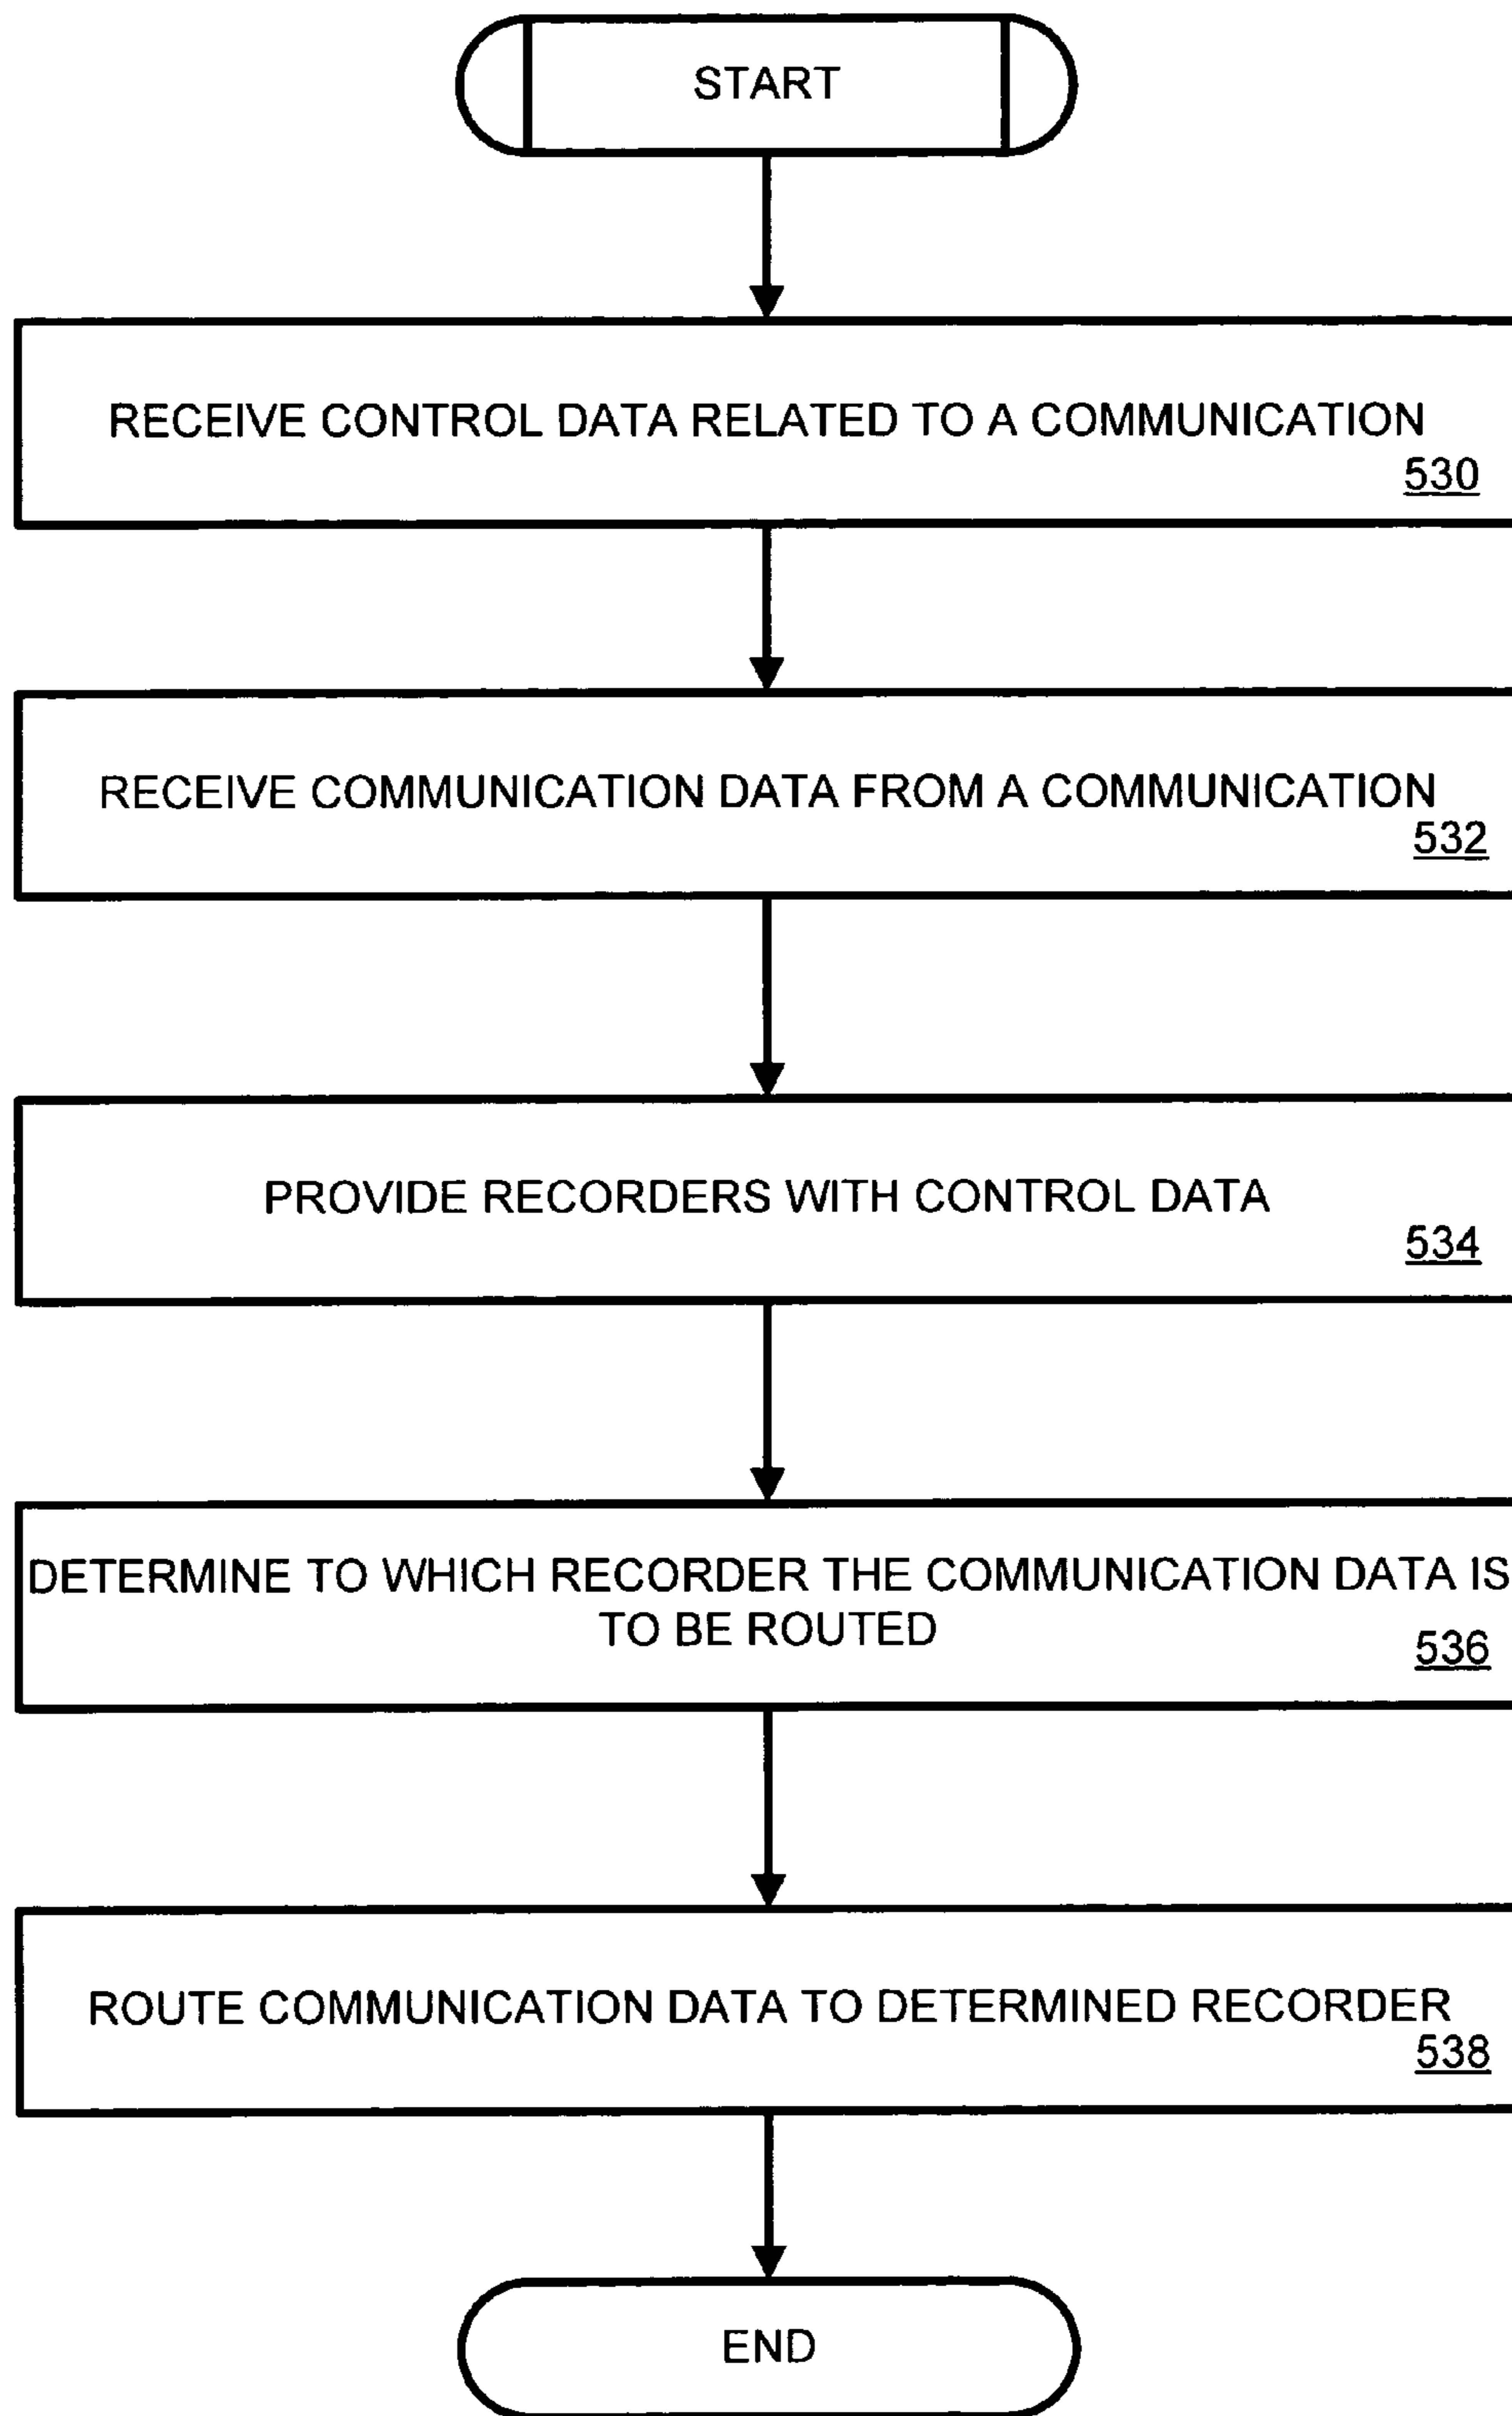 START
RECEIVE CONTROL DATA RELATED TO A COMMUNICATION
530
RECEIVE COMMUNICATION DATA FROM A COMMUNICATION
532
PROVIDE RECORDERS WITH CONTROL DATA
534
DETERMINE TO WHICH RECORDER THE COMMUNICATION DATA IS
TO BE ROUTED
536
ROUTE COMMUNICATION DATA TO DETERMINED RECORDER
538
END